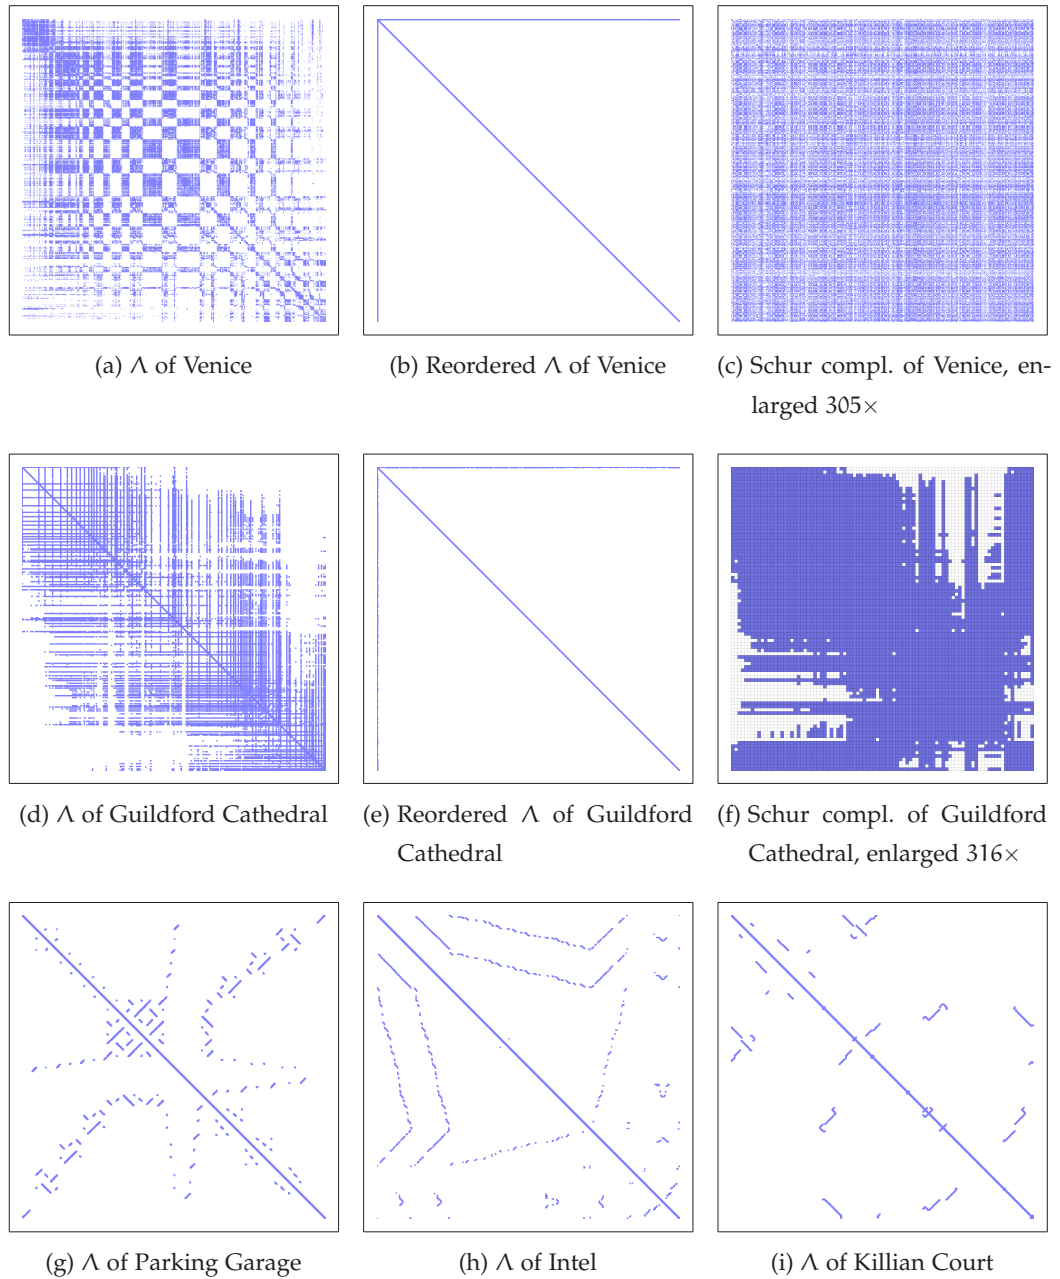 (a) Λ of Venice
(b) Reordered Λ of Venice
(c) Schur compl. of Venice, en-
larged 305×
(d) Λ of Guildford Cathedral
(e) Reordered Λ of Guildford
Cathedral
(f) Schur compl. of Guildford
Cathedral, enlarged 316×
(g) Λ of Parking Garage
(h) Λ of Intel
(i) Λ of Killian Court